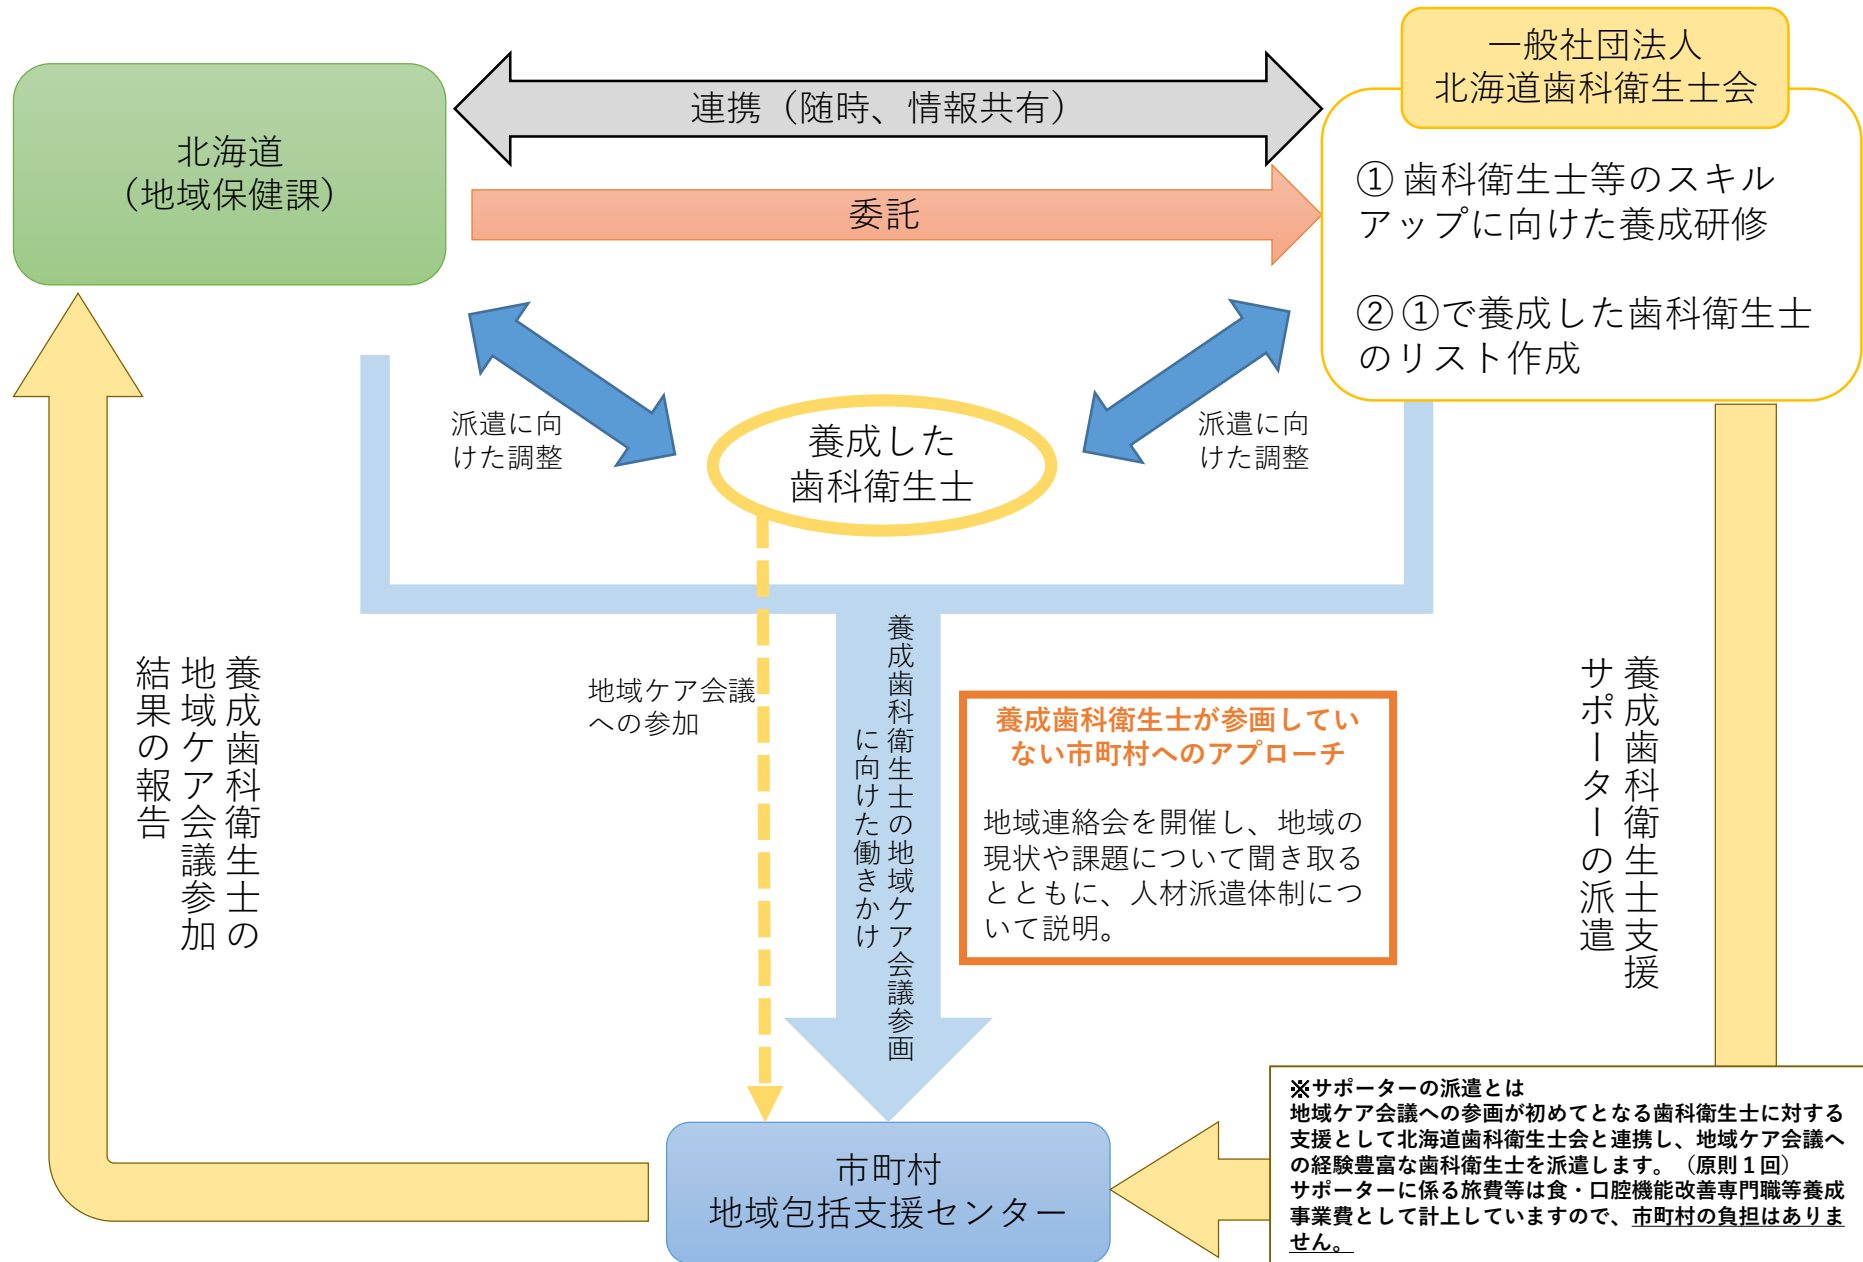 一般社団法人
北海道歯科衛生士会
連携（随時、情報共有）
北海道
（地域保健課）
委託
① 歯科衛生士等のスキル
アップに向けた養成研修
② ①で養成した歯科衛生士
のリスト作成
派遣に向
けた調整
養成した
歯科衛生士
派遣に向
けた調整
養成歯科衛生士の
地域ケア会議参加
結果の報告
地域ケア会議
への参加
養成歯科衛生士の地域ケア会議参画
に向けた働きかけ
養成歯科衛生士が参画してい
ない市町村へのアプローチ
地域連絡会を開催し、地域の
現状や課題について聞き取る
とともに、人材派遣体制につ
いて説明。
養成歯科衛生士支援
サポーターの派遣
市町村
地域包括支援センター
※サポーターの派遣とは
地域ケア会議への参画が初めてとなる歯科衛生士に対する
支援として北海道歯科衛生士会と連携し、地域ケア会議へ
の経験豊富な歯科衛生士を派遣します。（原則１回）
サポーターに係る旅費等は食・口腔機能改善専門職等養成
事業費として計上していますので、市町村の負担はありま
せん。